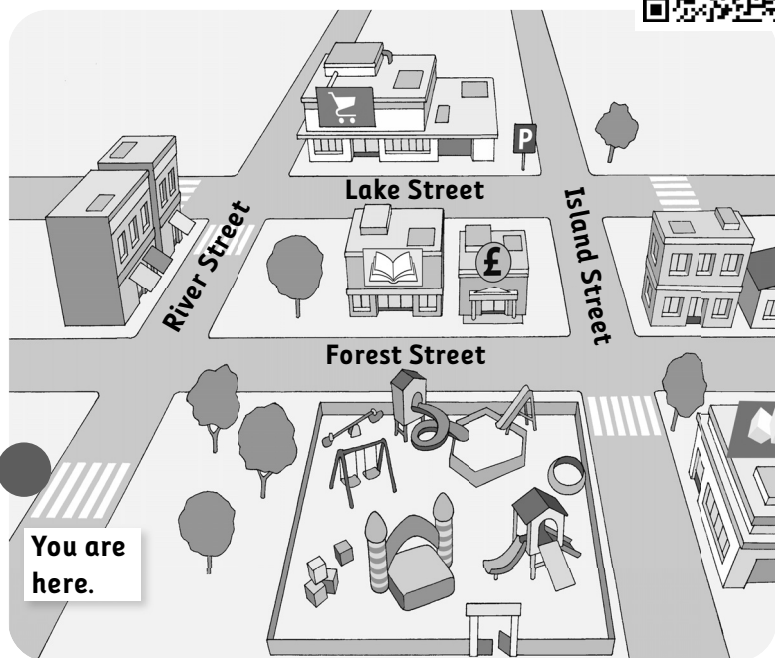 P
Lake Street
River Street
Island Street
£
Forest Street
You are
here.